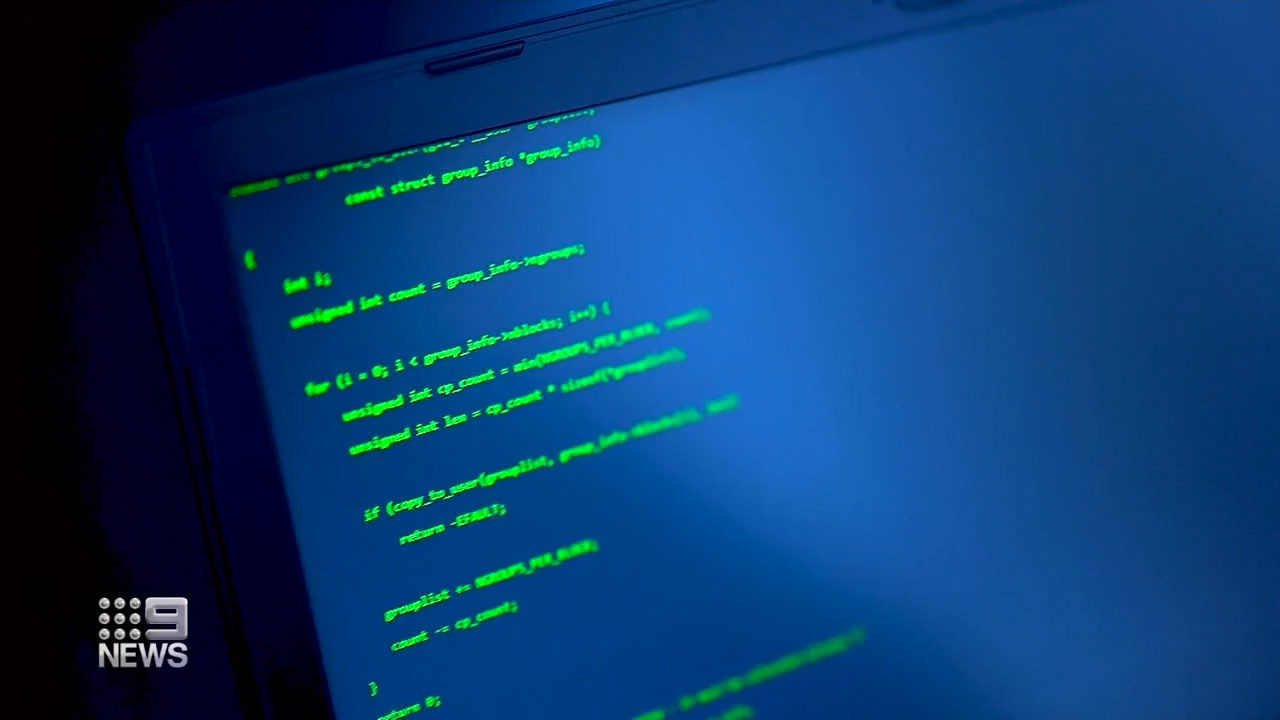 const struct group_info *group_info)
{
int i;
unsigned int count = group_info->ngroups;
for (i = 0; i < group_info->nblocks; i++) {
unsigned int cp_count = min(NGROUPS_PER_BLOCK, count);
unsigned int len = cp_count * sizeof(*grouplist);
if (copy_to_user(grouplist, group_info->blocks[i], len))
return -EFAULT;
grouplist += NGROUPS_PER_BLOCK;
count -= cp_count;
}
return 0;
9
NEWS